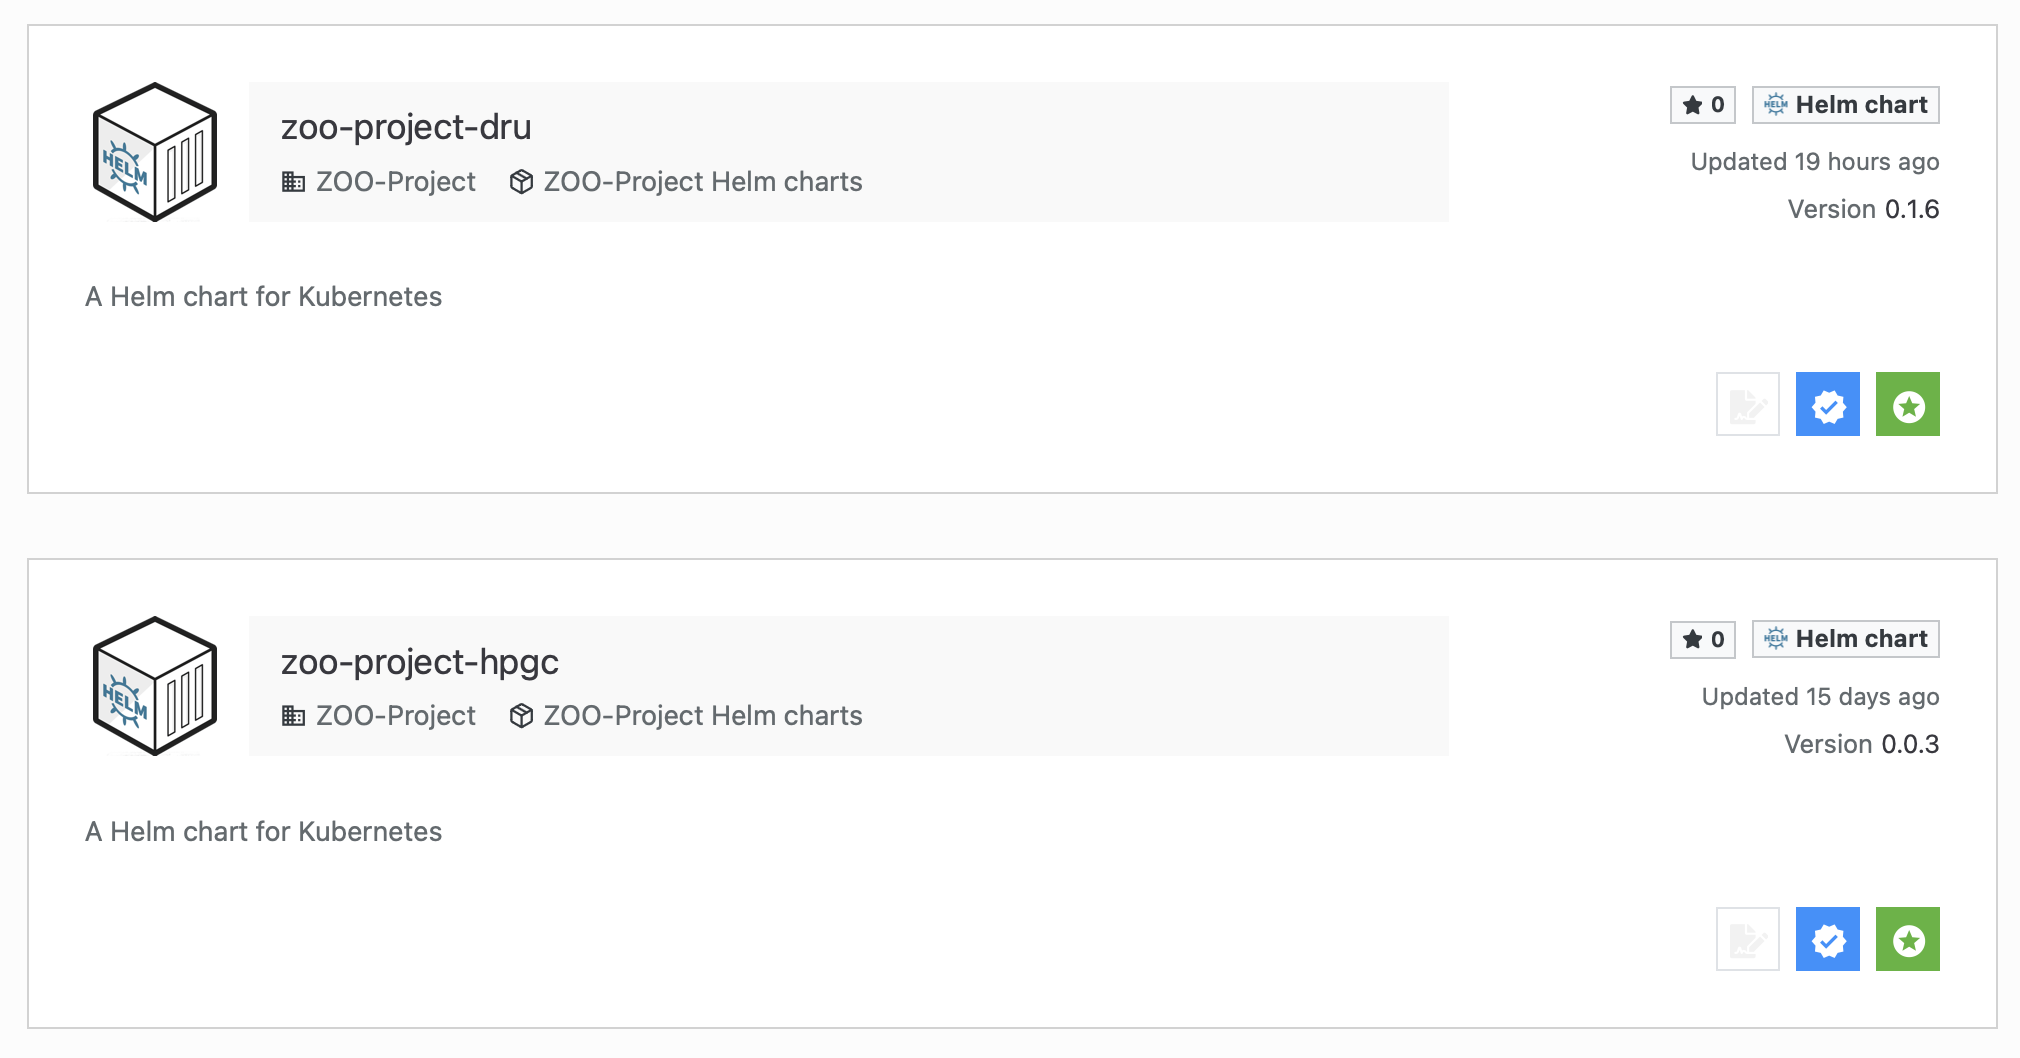 HELM
zoo-project-dru
ZOO-Project ZOO-Project Helm charts
0 HELM Helm chart
Updated 19 hours ago
Version 0.1.6
A Helm chart for Kubernetes
HELM
zoo-project-hpgc
ZOO-Project ZOO-Project Helm charts
0 HELM Helm chart
Updated 15 days ago
Version 0.0.3
A Helm chart for Kubernetes